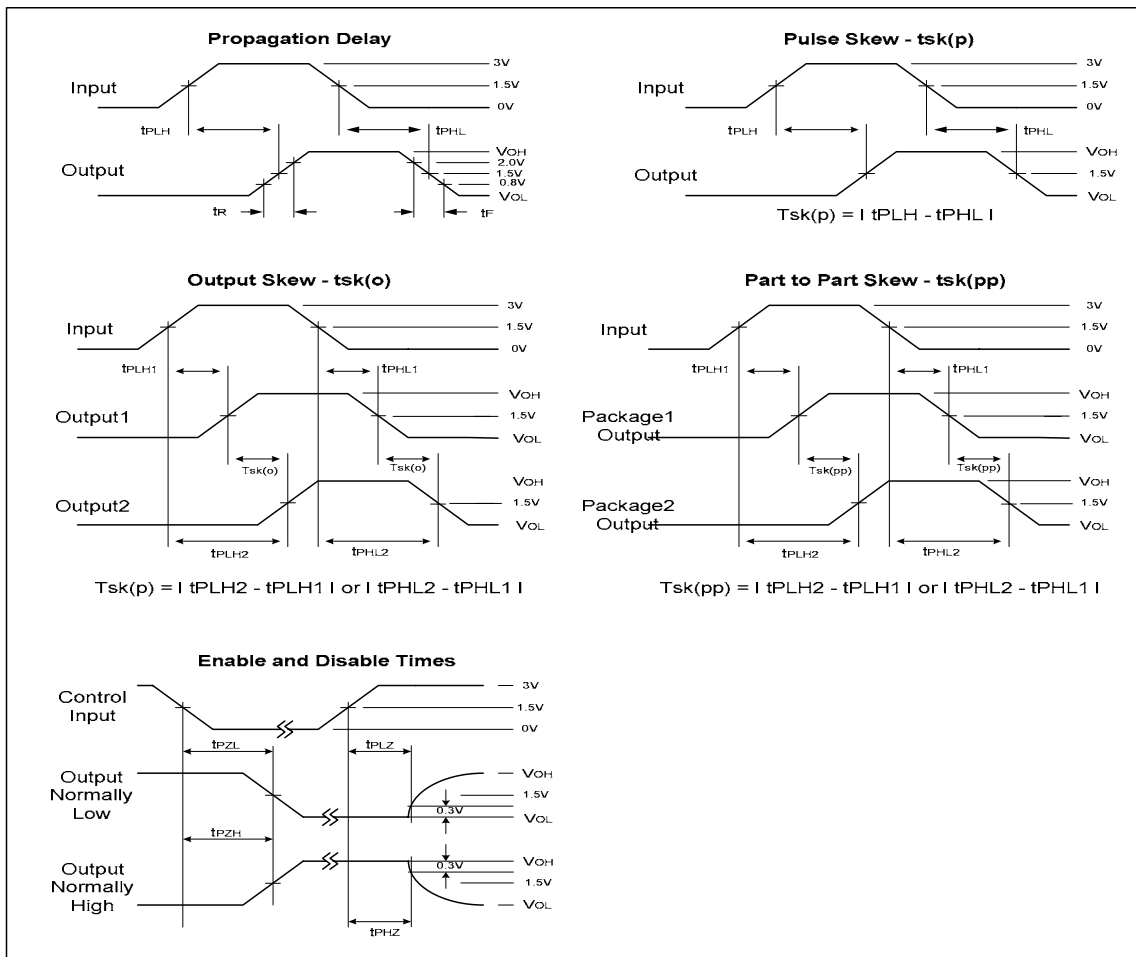 Propagation Delay
Input
3V
1.5V
0V
tPLH
tPHL
Output
VOH
2.0V
1.5V
0.8V
VOL
tR
tF
Pulse Skew - tsk(p)
Input
3V
1.5V
0V
tPLH
tPHL
Output
VOH
1.5V
VOL
Tsk(p) = I tPLH - tPHL I
Output Skew - tsk(o)
Input
3V
1.5V
0V
tPLH1
tPHL1
Output1
VOH
1.5V
VOL
Tsk(o)
Tsk(o)
Output2
VOH
1.5V
VOL
tPLH2
tPHL2
Tsk(p) = I tPLH2 - tPLH1 I or I tPHL2 - tPHL1 I
Part to Part Skew - tsk(pp)
Input
3V
1.5V
0V
tPLH1
tPHL1
Package1
Output
VOH
1.5V
VOL
Tsk(pp)
Tsk(pp)
Package2
Output
VOH
1.5V
VOL
tPLH2
tPHL2
Tsk(pp) = I tPLH2 - tPLH1 I or I tPHL2 - tPHL1 I
Enable and Disable Times
Control
Input
3V
1.5V
0V
tPZL
tPLZ
Output
Normally
Low
VOH
1.5V
0.3V
VOL
tPZH
Output
Normally
High
VOH
0.3V
1.5V
VOL
tPHZ